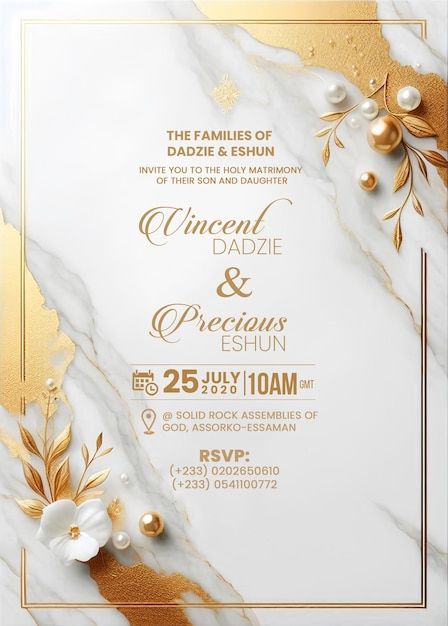 THE FAMILIES OF
DADZIE & ESHUN
INVITE YOU TO THE HOLY MATRIMONY
OF THEIR SON AND DAUGHTER
Vincent
DADZIE
&
Precious
ESHUN
25 JULY 2020 | 10AM GMT
@ SOLID ROCK ASSEMBLIES OF
GOD, ASSORKO-ESSAMAN
RSVP:
(+233) 0202650610
(+233) 0541100772